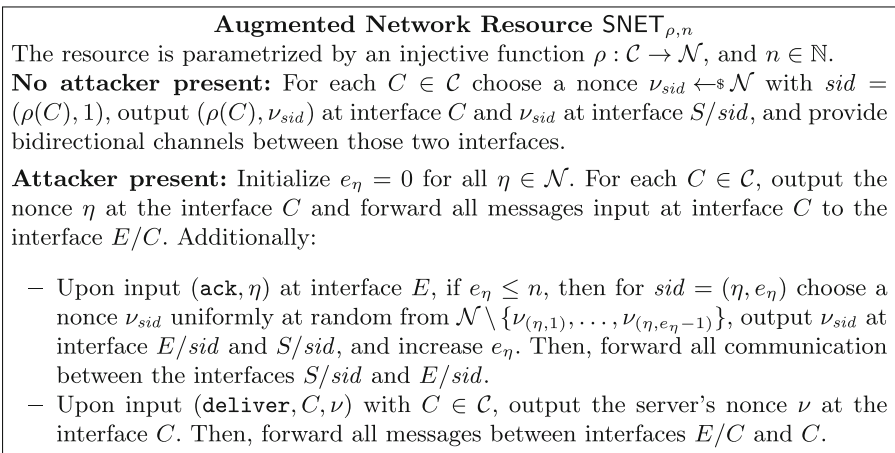 Augmented Network Resource SNET_{ρ,n}
The resource is parametrized by an injective function ρ : 𝒞 → 𝒩, and n ∈ ℕ.
No attacker present: For each C ∈ 𝒞 choose a nonce ν_{sid} ←$ 𝒩 with sid =
(ρ(C), 1), output (ρ(C), ν_{sid}) at interface C and ν_{sid} at interface S/sid, and provide
bidirectional channels between those two interfaces.
Attacker present: Initialize e_η = 0 for all η ∈ 𝒩. For each C ∈ 𝒞, output the
nonce η at the interface C and forward all messages input at interface C to the
interface E/C. Additionally:
– Upon input (ack, η) at interface E, if e_η ≤ n, then for sid = (η, e_η) choose a
nonce ν_{sid} uniformly at random from 𝒩 \ {ν_{(η,1)}, . . . , ν_{(η,e_η−1)}}, output ν_{sid} at
interface E/sid and S/sid, and increase e_η. Then, forward all communication
between the interfaces S/sid and E/sid.
– Upon input (deliver, C, ν) with C ∈ 𝒞, output the server's nonce ν at the
interface C. Then, forward all messages between interfaces E/C and C.